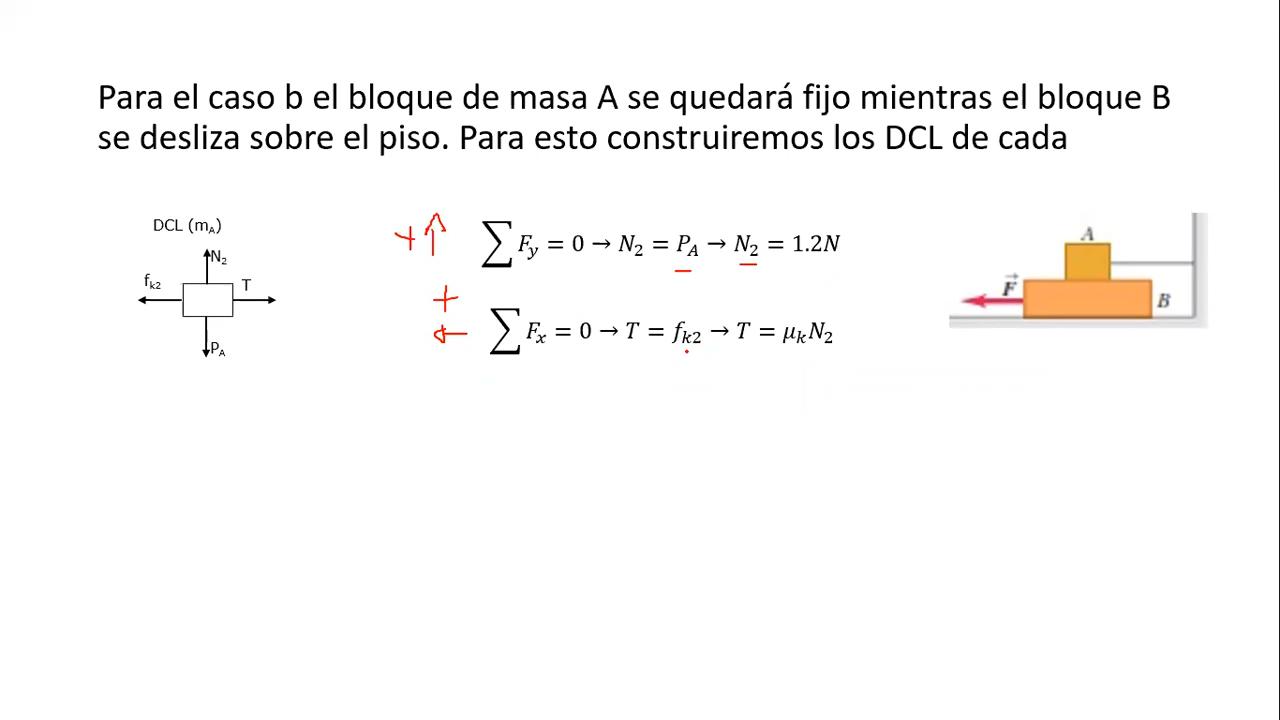 Para el caso b el bloque de masa A se quedará fijo mientras el bloque B
se desliza sobre el piso. Para esto construiremos los DCL de cada
DCL (mA)
N2
fk2
T
PA
+
∑Fy = 0 → N2 = PA → N2 = 1.2N
+
∑Fx = 0 → T = fk2 → T = μkN2
A
F⃗
B